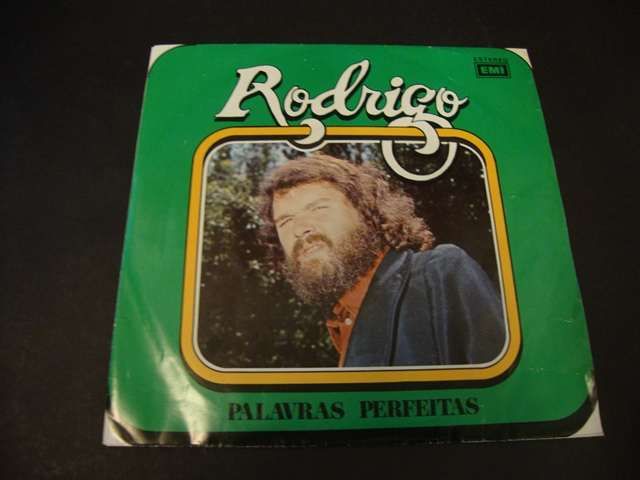 ESTEREO
EMI
Rodrigo
PALAVRAS PERFEITAS